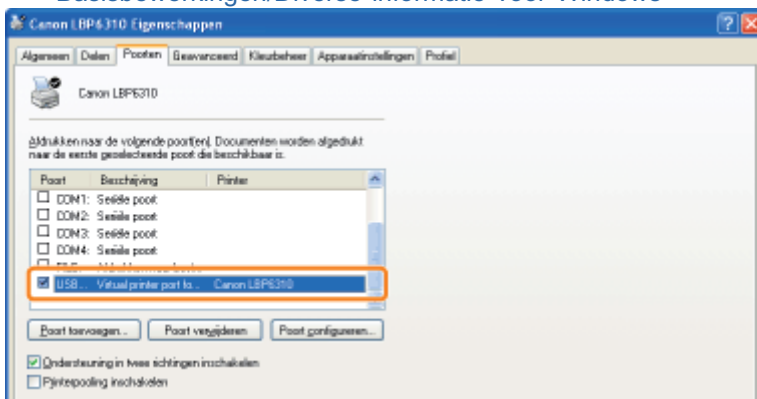 Basisbewerkingen/Diverse informatie voor Windows
Canon LBP6310 Eigenschappen
Algemeen Delen Poorten Geavanceerd Kleurbeheer Apparaatinstellingen Profiel
Canon LBP6310
Afdrukken naar de volgende poort(en). Documenten worden afgedrukt
naar de eerste geselecteerde poort die beschikbaar is.
Poort Beschrijving Printer
COM1: Seriële poort
COM2: Seriële poort
COM3: Seriële poort
COM4: Seriële poort
USB... Virtual printer port fo... Canon LBP6310
Poort toevoegen... Poort verwijderen Poort configureren...
Ondersteuning in twee richtingen inschakelen
Printerpooling inschakelen